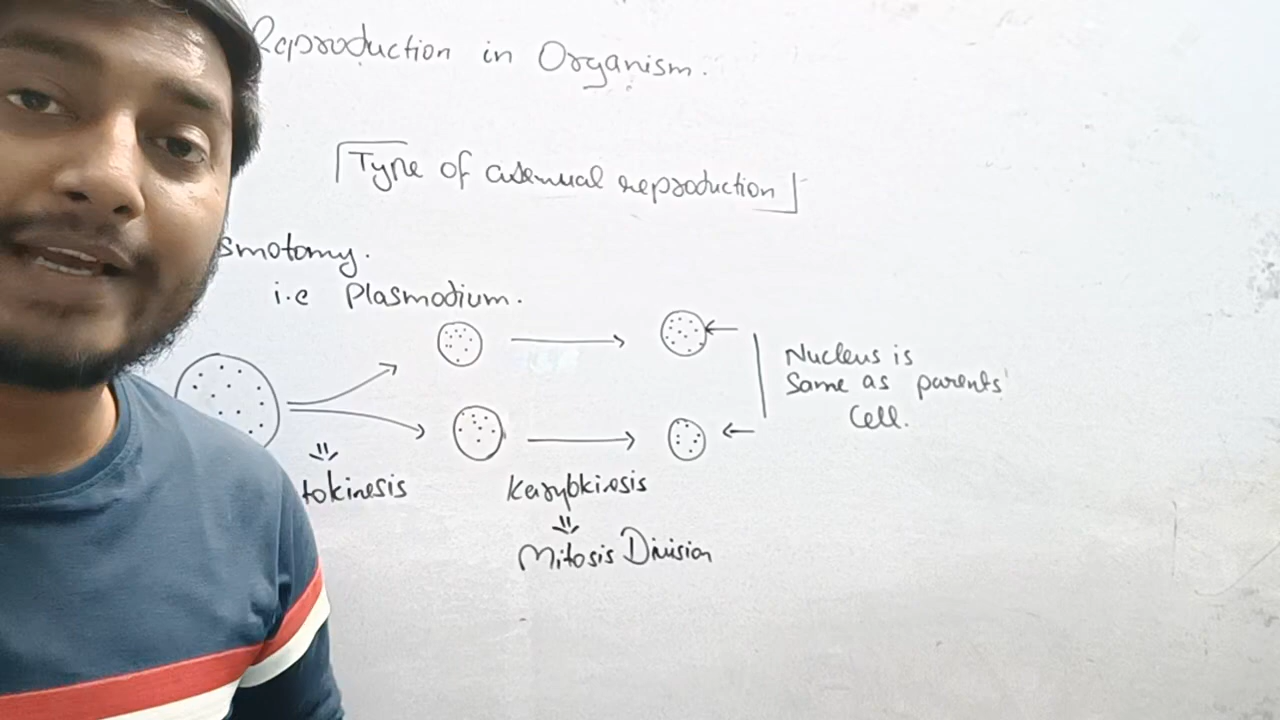 Reproduction in Organism.
Type of asexual reproduction
smotomy.
i.e Plasmodium.
Nucleus is
Same as parents'
Cell.
tokinesis
Karyokinesis
Mitosis Division